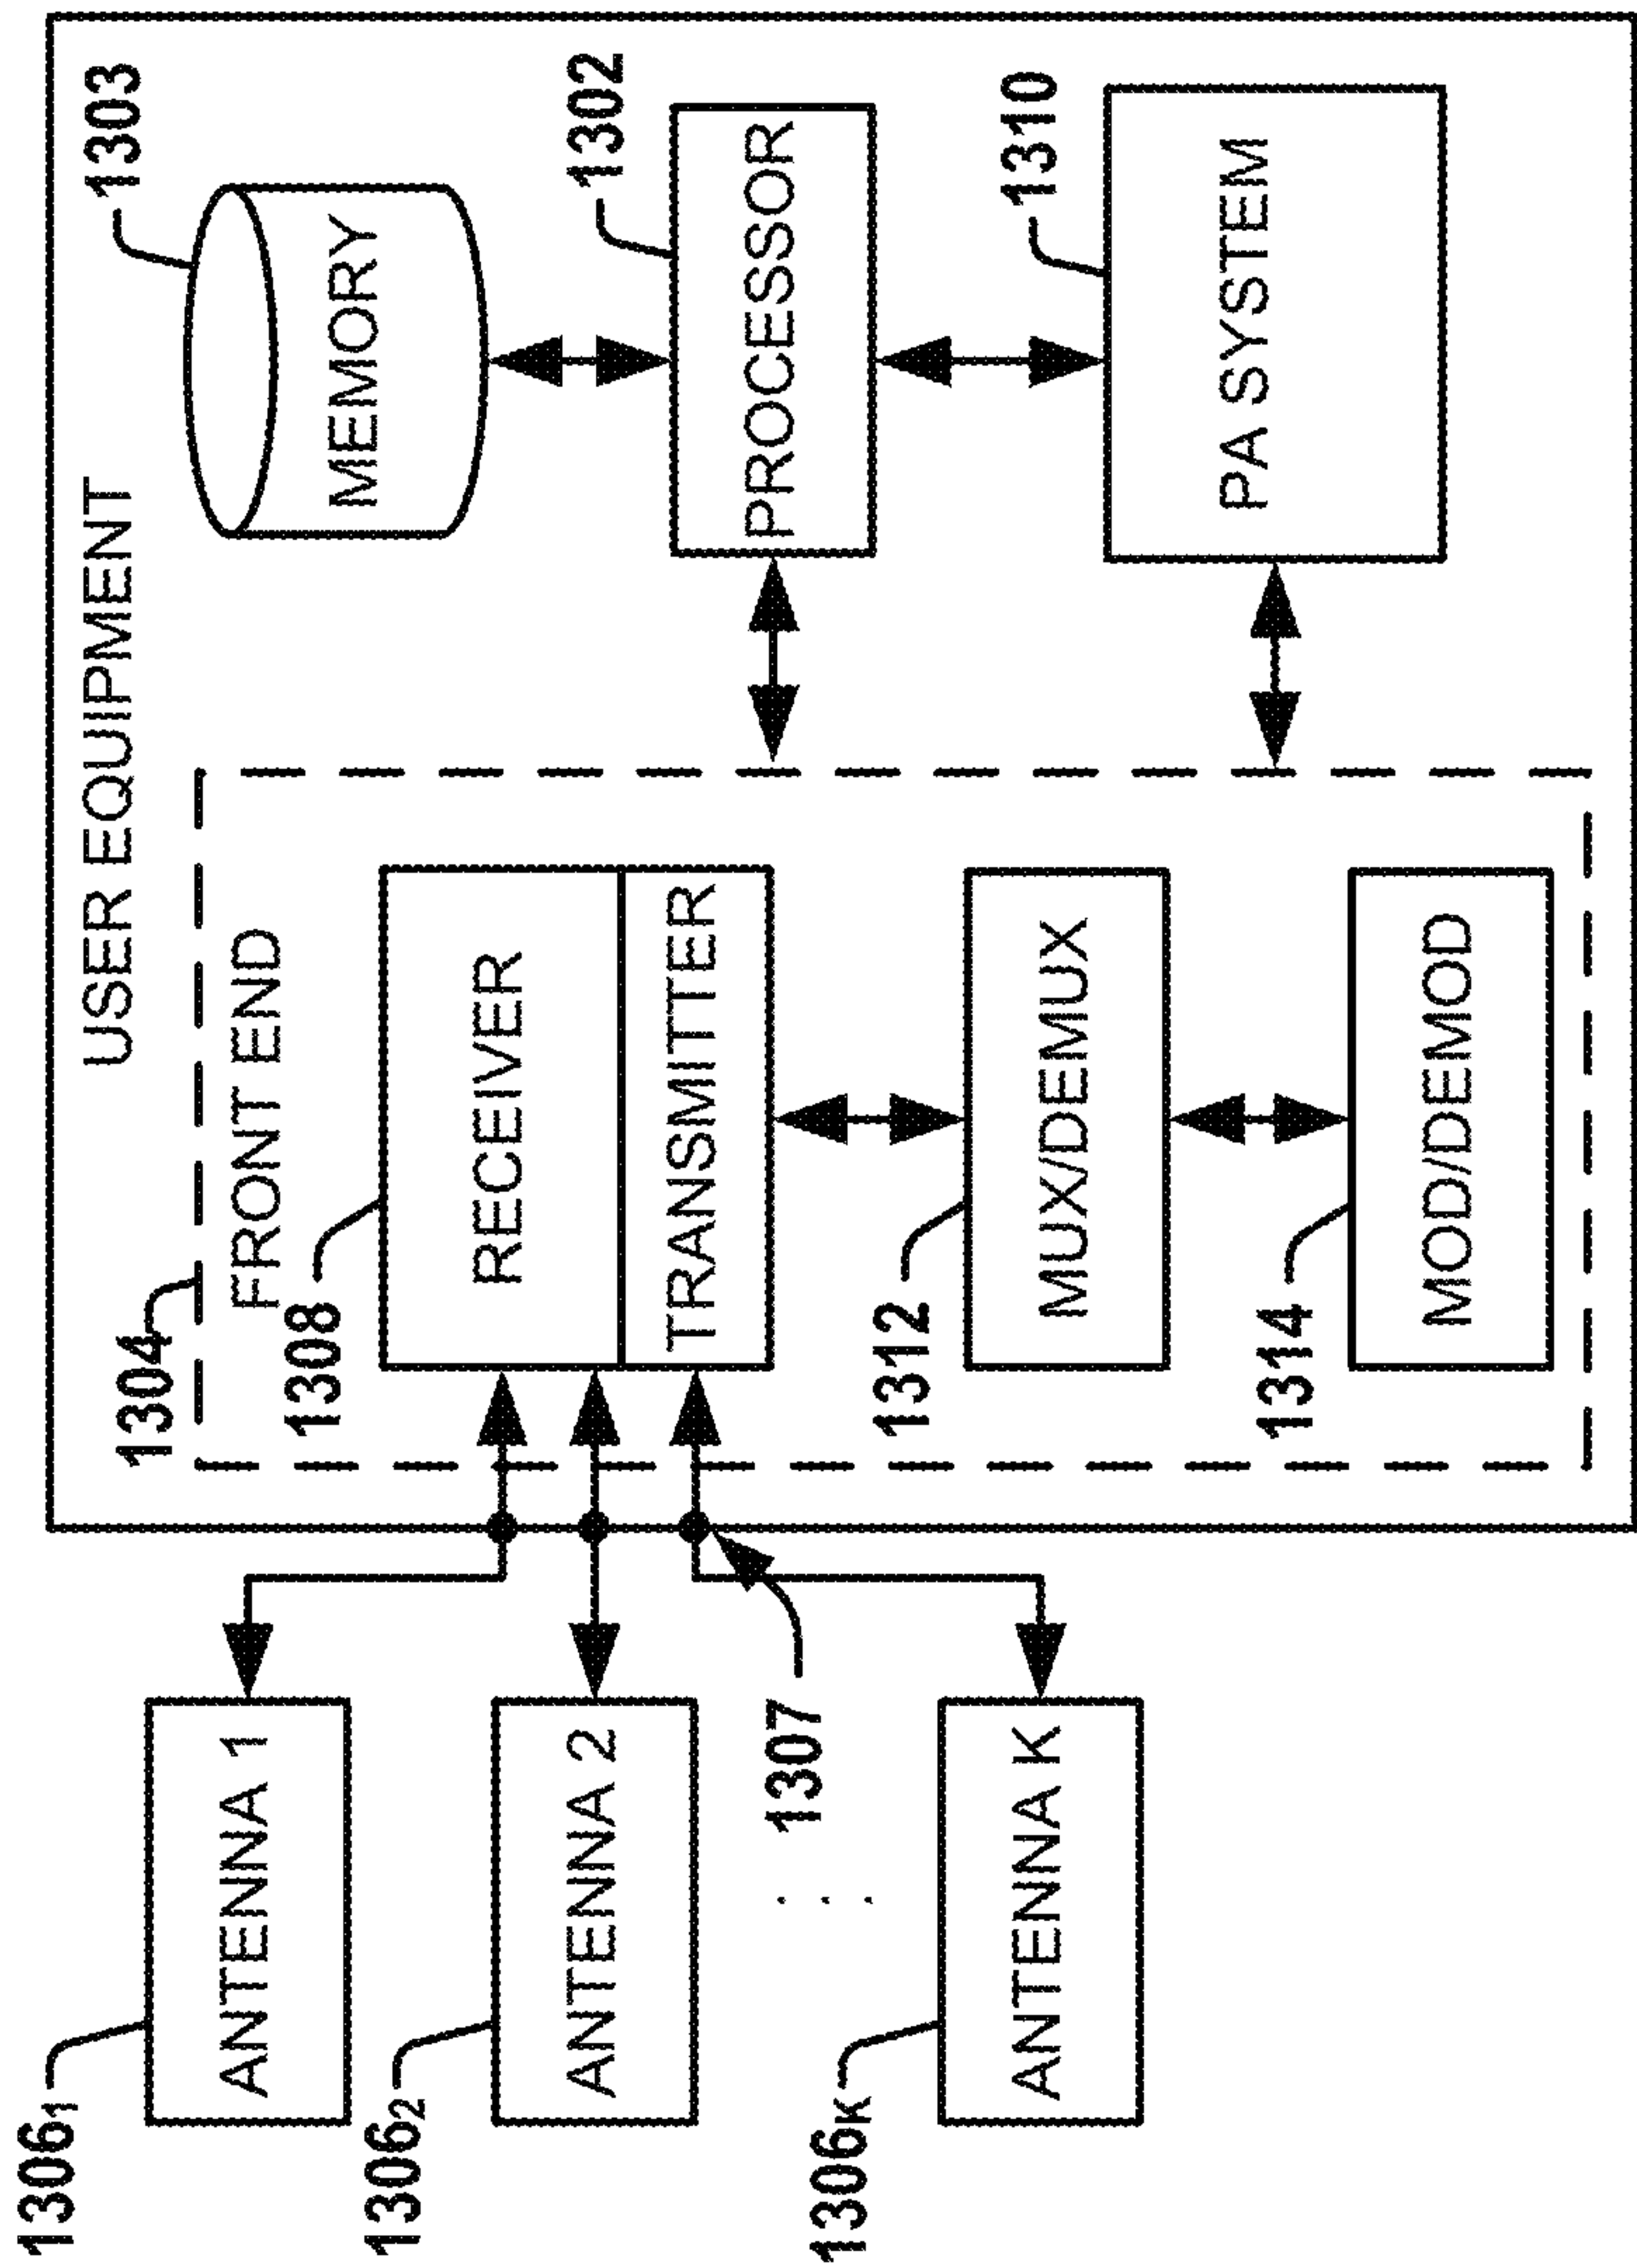 USER EQUIPMENT
1304
FRONT END
1303
MEMORY
1306₁
ANTENNA 1
1308
RECEIVER
TRANSMITTER
1302
PROCESSOR
1306₂
ANTENNA 2
1307
. . .
1312
MUX/DEMUX
1310
PA SYSTEM
1306K
ANTENNA K
1314
MOD/DEMOD